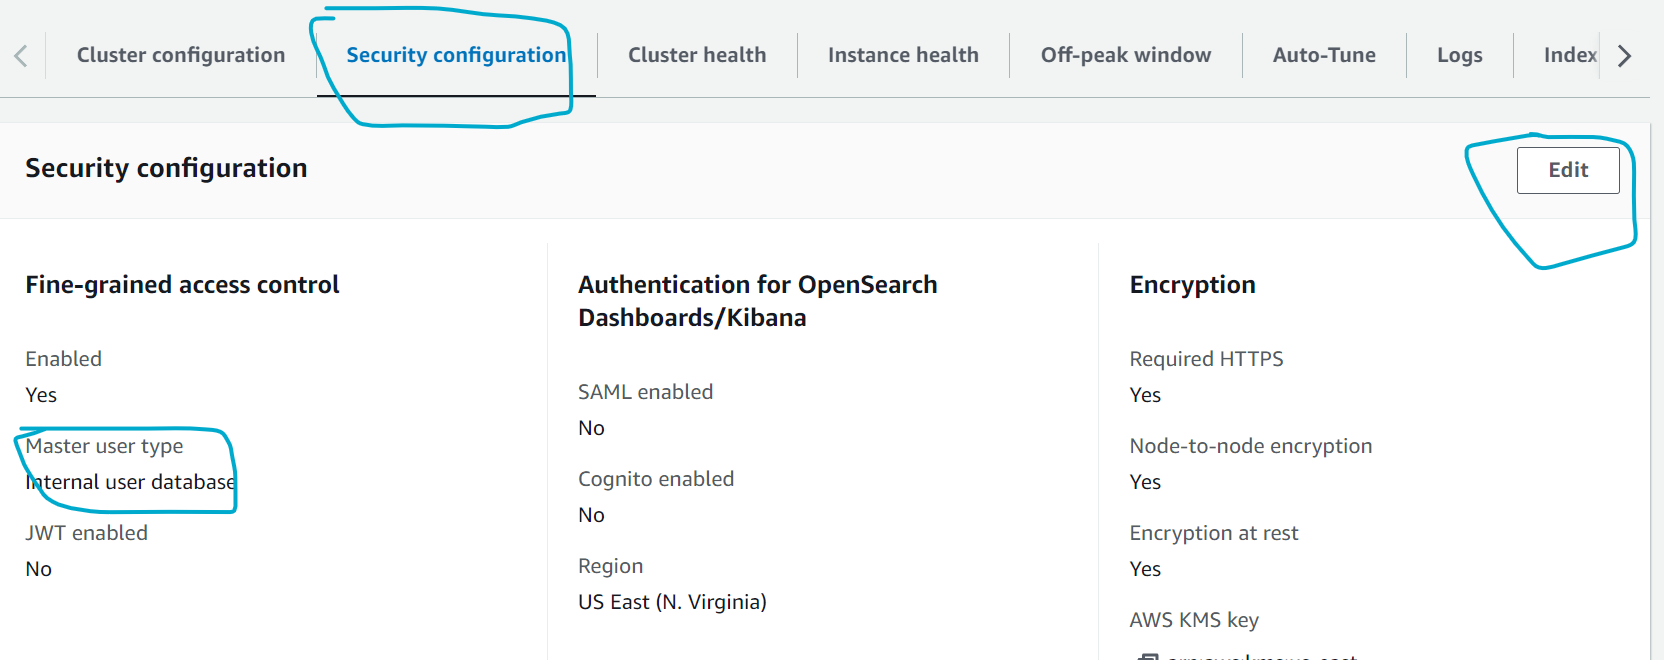 Cluster configuration Security configuration Cluster health Instance health Off-peak window Auto-Tune Logs Index
Security configuration
Edit
Fine-grained access control
Enabled
Yes
Master user type
Internal user database
JWT enabled
No
Authentication for OpenSearch
Dashboards/Kibana
SAML enabled
No
Cognito enabled
No
Region
US East (N. Virginia)
Encryption
Required HTTPS
Yes
Node-to-node encryption
Yes
Encryption at rest
Yes
AWS KMS key